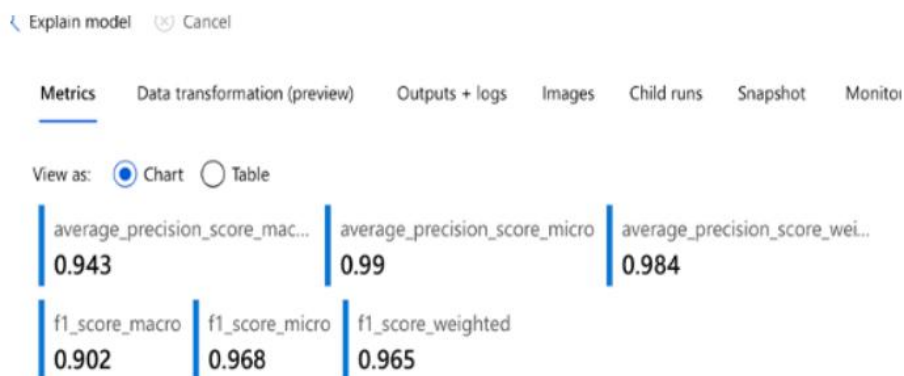 Explain model Cancel
Metrics Data transformation (preview) Outputs + logs Images Child runs Snapshot Monitor
View as: Chart Table
average_precision_score_mac... average_precision_score_micro average_precision_score_wei...
0.943 0.99 0.984
f1_score_macro f1_score_micro f1_score_weighted
0.902 0.968 0.965